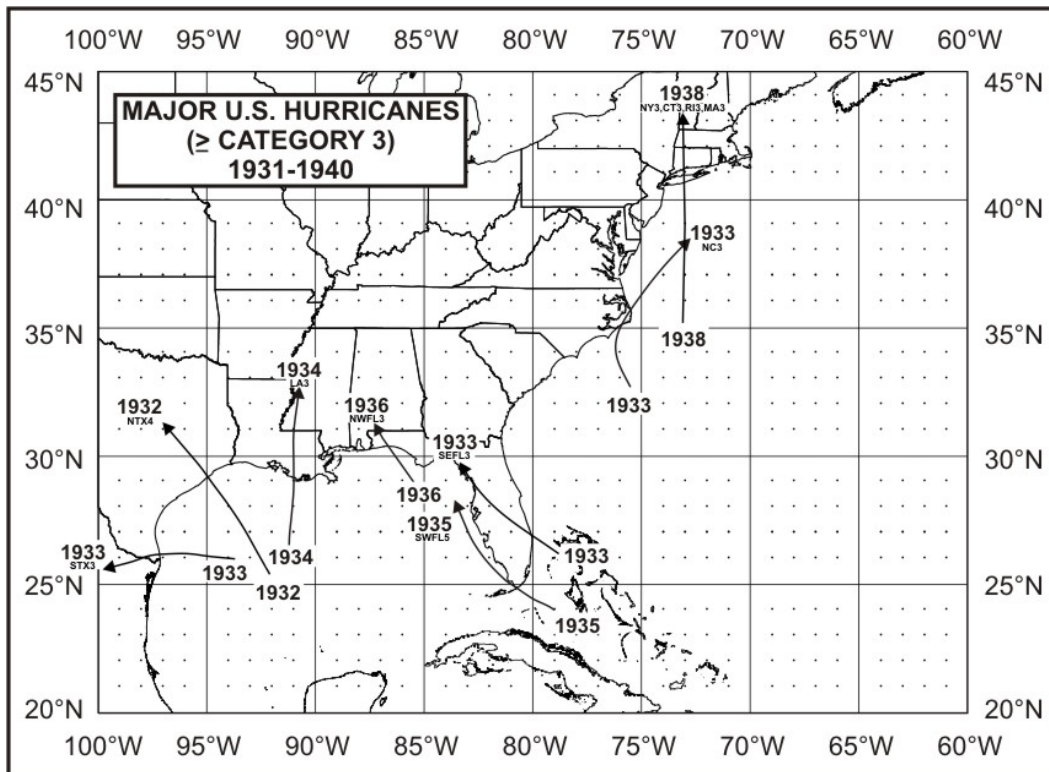 100°W 95°W 90°W 85°W 80°W 75°W 70°W 65°W 60°W
45°N 45°N
MAJOR U.S. HURRICANES
(≥ CATEGORY 3)
1931-1940
1938
NY3,CT3,RI3,MA3
40°N 40°N
1933
NC3
35°N 35°N
1938
1934
LA3
1932
NTX4
1936
NWFL3
1933
1933
SEFL3
30°N 30°N
1936
1935
SWFL5
1933
STX3
1933
1934
1933
1932
25°N 25°N
1935
20°N 20°N
100°W 95°W 90°W 85°W 80°W 75°W 70°W 65°W 60°W